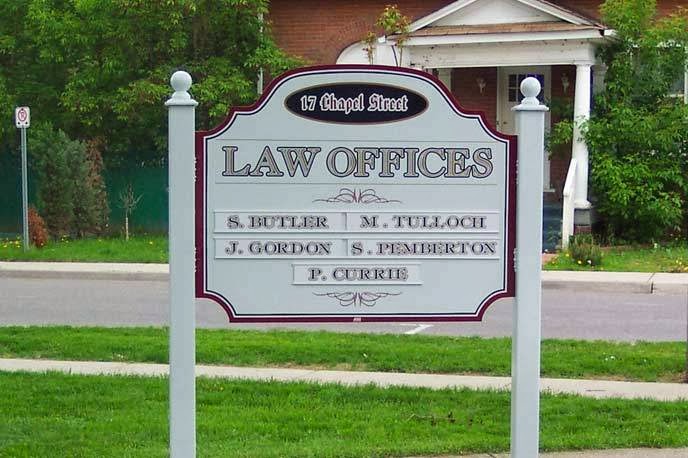 17 Chapel Street
LAW OFFICES
S. BUTLER M. TULLOCH
J. GORDON S. PEMBERTON
P. CURRIE